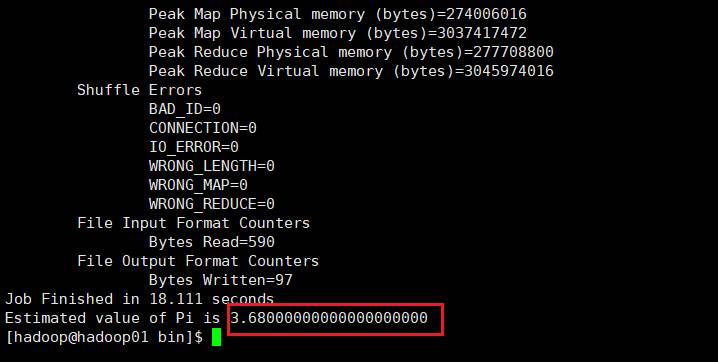 Peak Map Physical memory (bytes)=274006016
Peak Map Virtual memory (bytes)=3037417472
Peak Reduce Physical memory (bytes)=277708800
Peak Reduce Virtual memory (bytes)=3045974016
Shuffle Errors
BAD_ID=0
CONNECTION=0
IO_ERROR=0
WRONG_LENGTH=0
WRONG_MAP=0
WRONG_REDUCE=0
File Input Format Counters
Bytes Read=590
File Output Format Counters
Bytes Written=97
Job Finished in 18.111 seconds
Estimated value of Pi is 3.68000000000000000000
[hadoop@hadoop01 bin]$